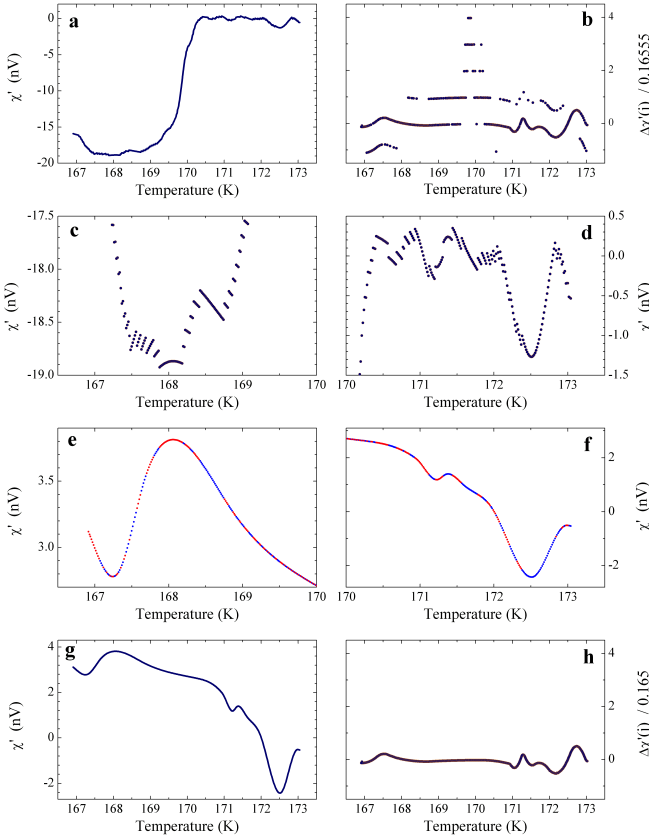 a
b
0
-5
-10
-15
-20
χ' (nV)
167 168 169 170 171 172 173
Temperature (K)
4
2
0
Δχ'(i) / 0.16555
167 168 169 170 171 172 173
Temperature (K)
c
d
-17.5
-18.0
-18.5
-19.0
χ' (nV)
167 168 169 170
Temperature (K)
0.5
0.0
-0.5
-1.0
-1.5
χ' (nV)
170 171 172 173
Temperature (K)
e
f
3.5
3.0
χ' (nV)
167 168 169 170
Temperature (K)
2
0
-2
χ' (nV)
170 171 172 173
Temperature (K)
g
h
4
2
0
-2
χ' (nV)
167 168 169 170 171 172 173
Temperature (K)
4
2
0
Δχ'(i) / 0.165
167 168 169 170 171 172 173
Temperature (K)